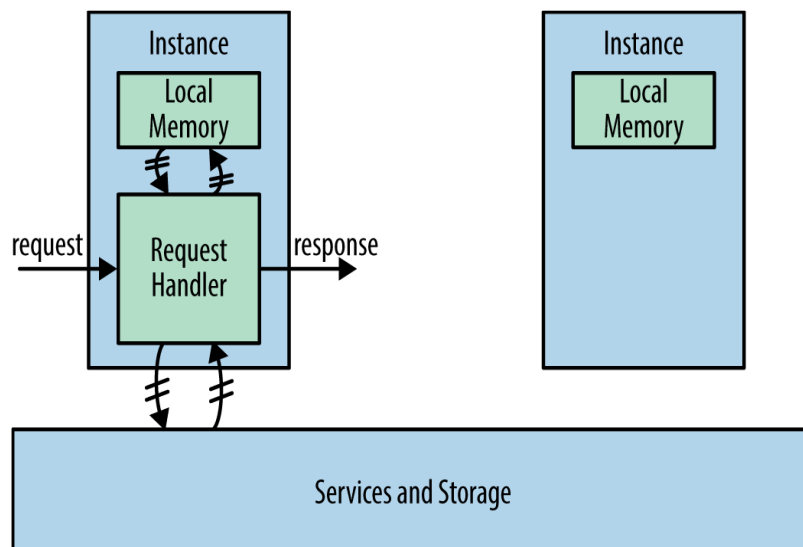 Instance
Local
Memory
request
Request
Handler
response
Instance
Local
Memory
Services and Storage